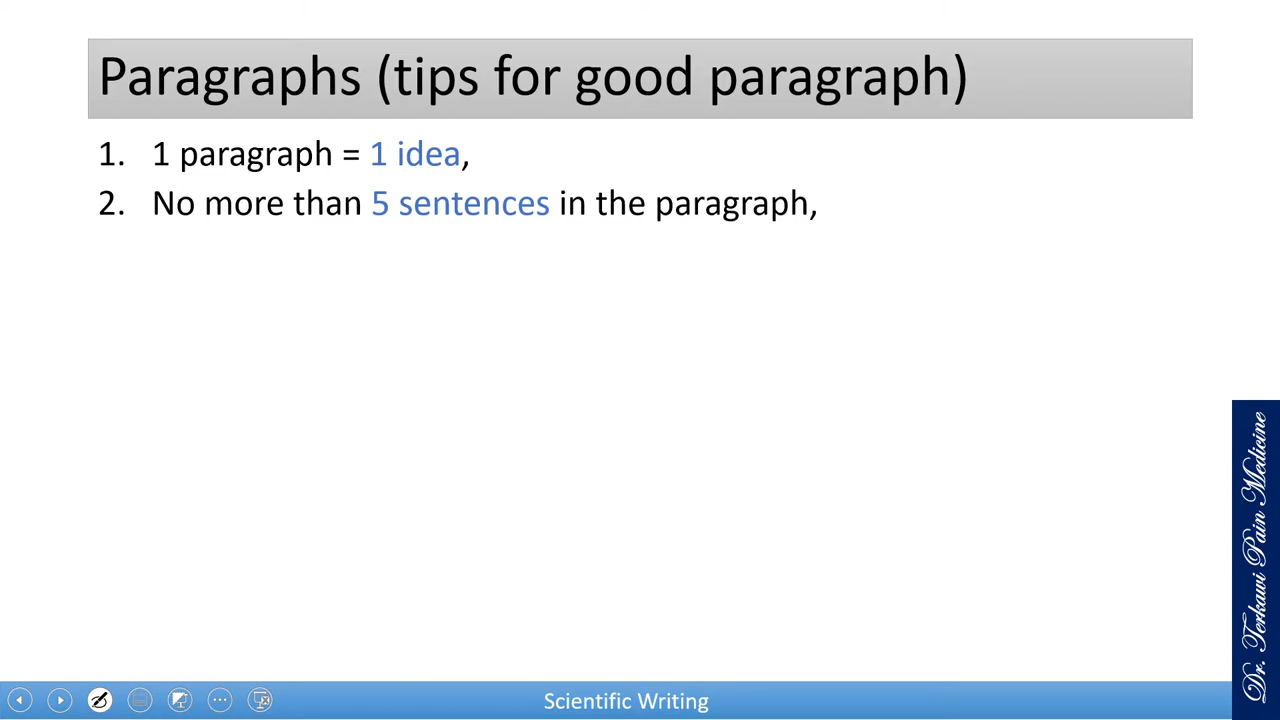 Paragraphs (tips for good paragraph)
1. 1 paragraph = 1 idea,
2. No more than 5 sentences in the paragraph,
Dr. Terkawi Pain Medicine
Scientific Writing